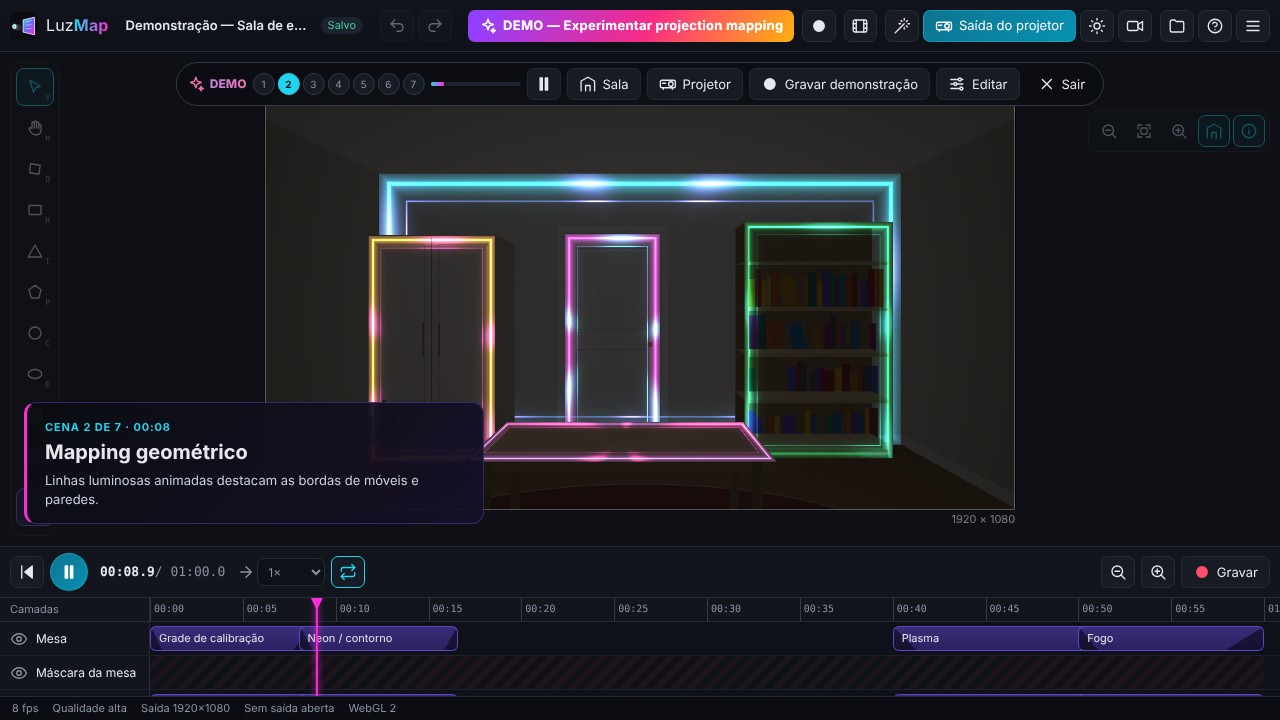 LuzMap
Demonstração — Sala de e...
Salvo
DEMO — Experimentar projection mapping
Saída do projetor
DEMO
1 2 3 4 5 6 7
Sala
Projetor
Gravar demonstração
Editar
Sair
V
H
Q
R
T
P
C
E
CENA 2 DE 7 · 00:08
Mapping geométrico
Linhas luminosas animadas destacam as bordas de móveis e
paredes.
1920 × 1080
00:08.9/ 01:00.0
1×
Gravar
Camadas
00:00 00:05 00:10 00:15 00:20 00:25 00:30 00:35 00:40 00:45 00:50 00:55 01
Mesa
Grade de calibração
Neon / contorno
Plasma
Fogo
Máscara da mesa
8 fps
Qualidade alta
Saída 1920×1080
Sem saída aberta
WebGL 2